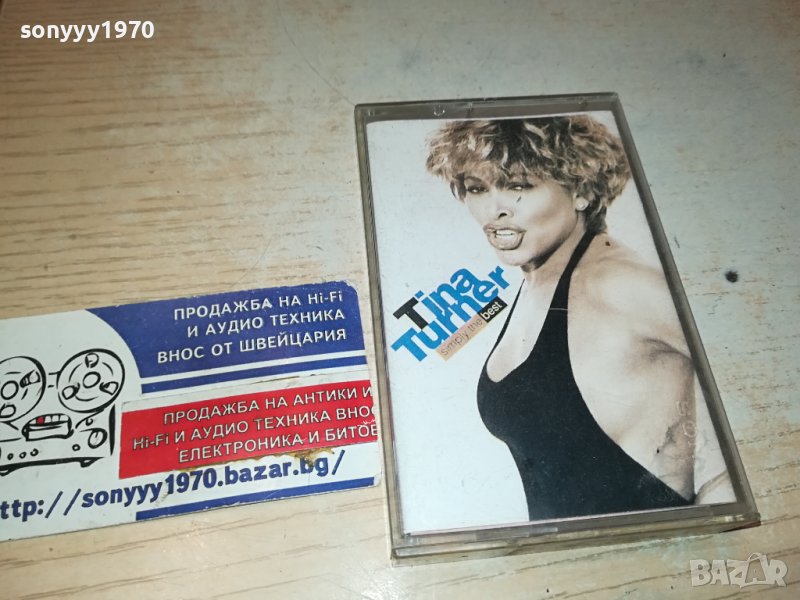 sonyyy1970
ПРОДАЖБА НА Hi-Fi
И АУДИО ТЕХНИКА
ВНОС ОТ ШВЕЙЦАРИЯ
ПРОДАЖБА НА АНТИКИ И
Hi-Fi И АУДИО ТЕХНИКА ВНОС
ЕЛЕКТРОНИКА И БИТОВ
ttp://sonyyy1970.bazar.bg/
Tina
Turner
simply the best
BAZAR